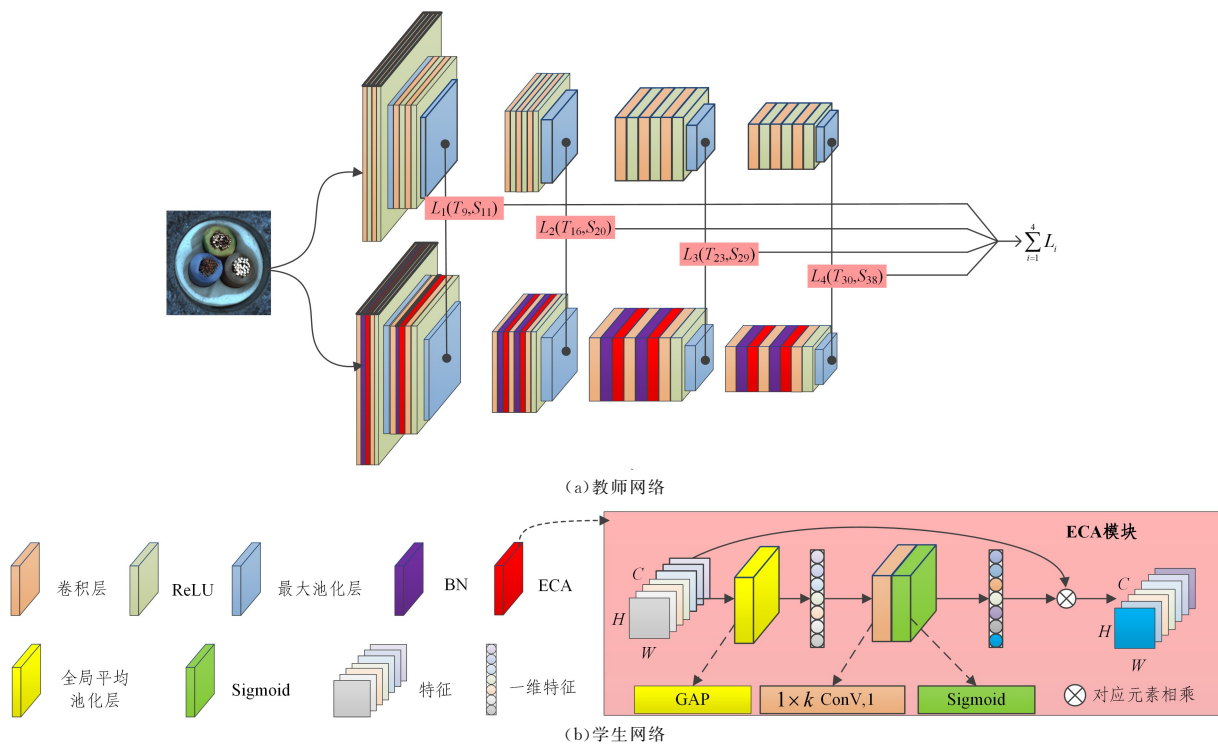 L₁(T₉,S₁₁)
L₂(T₁₆,S₂₀)
L₃(T₂₃,S₂₉)
L₄(T₃₀,S₃₈)
4
∑ Lᵢ
i=1
(a)教师网络
卷积层
ReLU
最大池化层
BN
ECA
全局平均
池化层
Sigmoid
特征
一维特征
ECA模块
C
H
W
C
H
W
GAP
1×k ConV,1
Sigmoid
对应元素相乘
(b)学生网络